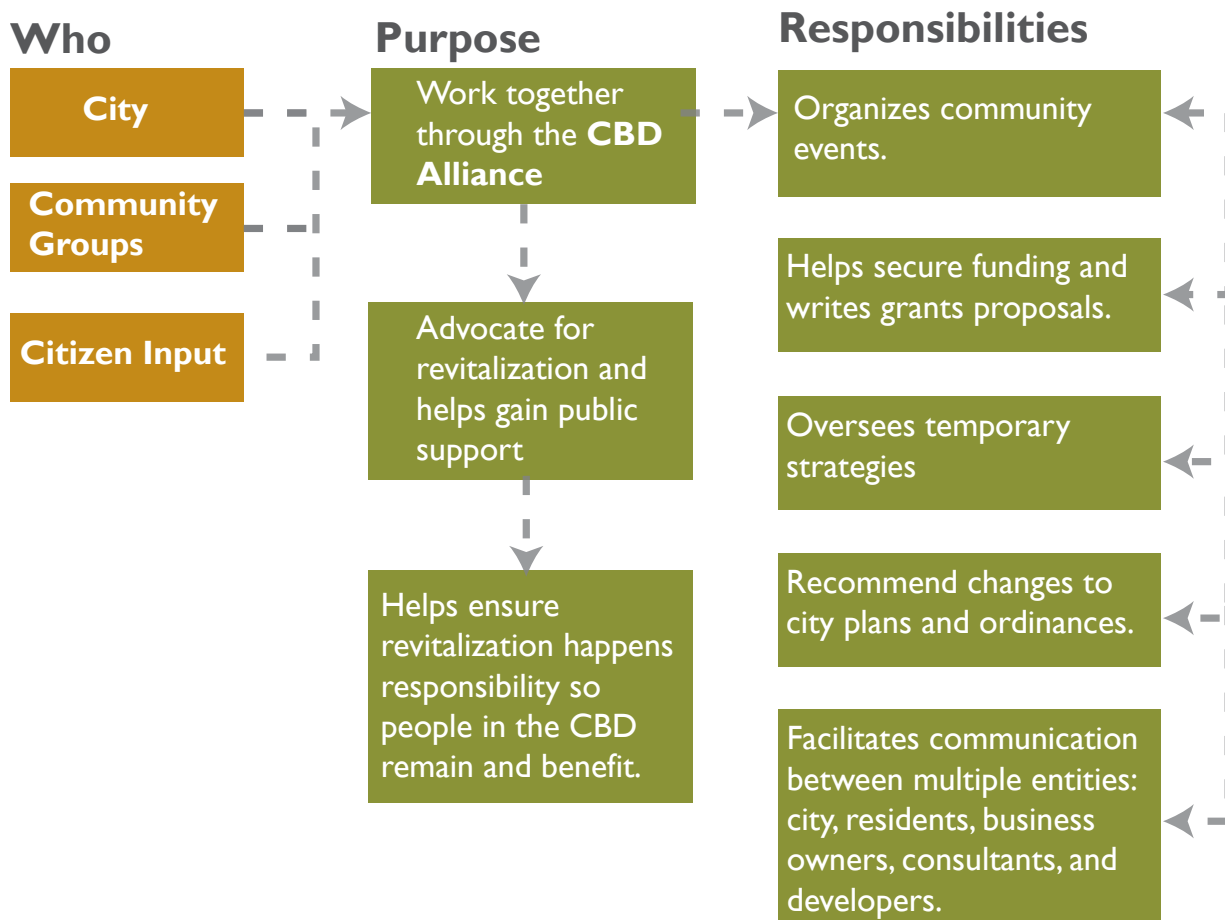 Who
City
Community
Groups
Citizen Input
Purpose
Work together
through the CBD
Alliance
Advocate for
revitalization and
helps gain public
support
Helps ensure
revitalization happens
responsibility so
people in the CBD
remain and benefit.
Responsibilities
Organizes community
events.
Helps secure funding and
writes grants proposals.
Oversees temporary
strategies
Recommend changes to
city plans and ordinances.
Facilitates communication
between multiple entities:
city, residents, business
owners, consultants, and
developers.